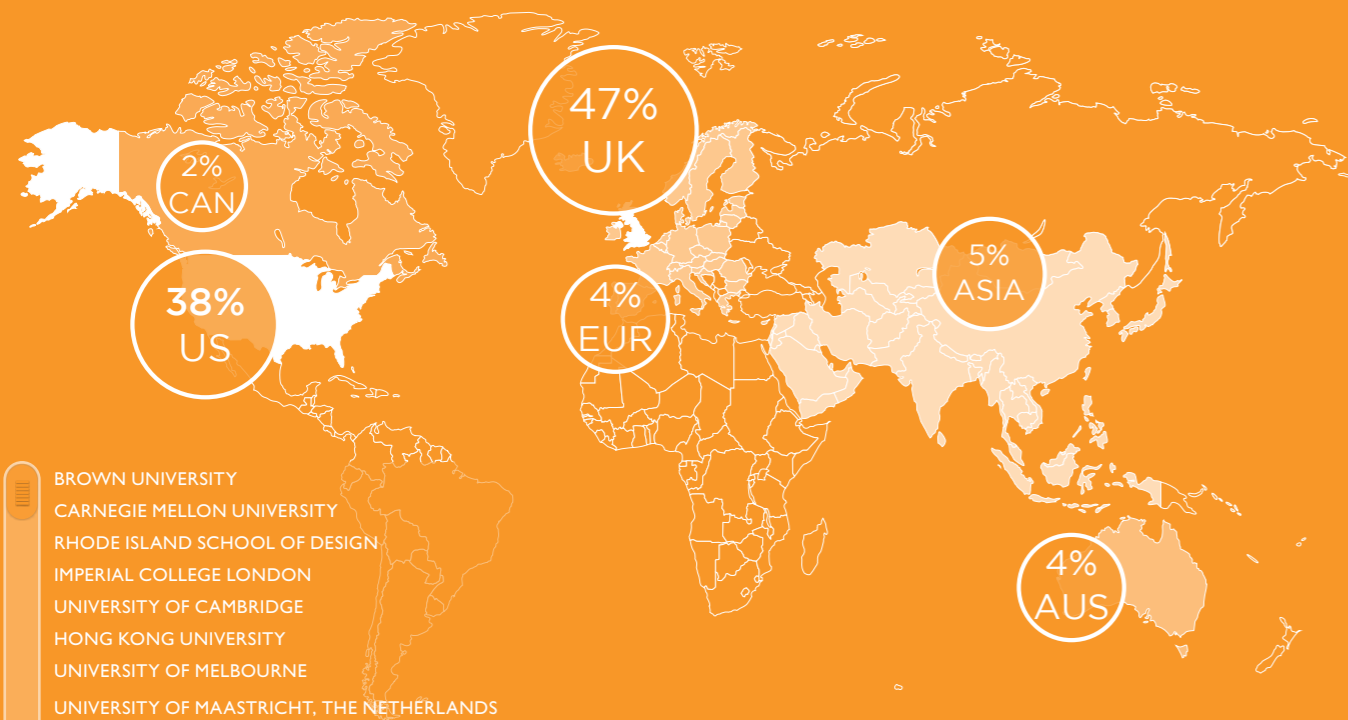 47%
UK
2%
CAN
5%
ASIA
38%
US
4%
EUR
4%
AUS
BROWN UNIVERSITY
CARNEGIE MELLON UNIVERSITY
RHODE ISLAND SCHOOL OF DESIGN
IMPERIAL COLLEGE LONDON
UNIVERSITY OF CAMBRIDGE
HONG KONG UNIVERSITY
UNIVERSITY OF MELBOURNE
UNIVERSITY OF MAASTRICHT, THE NETHERLANDS